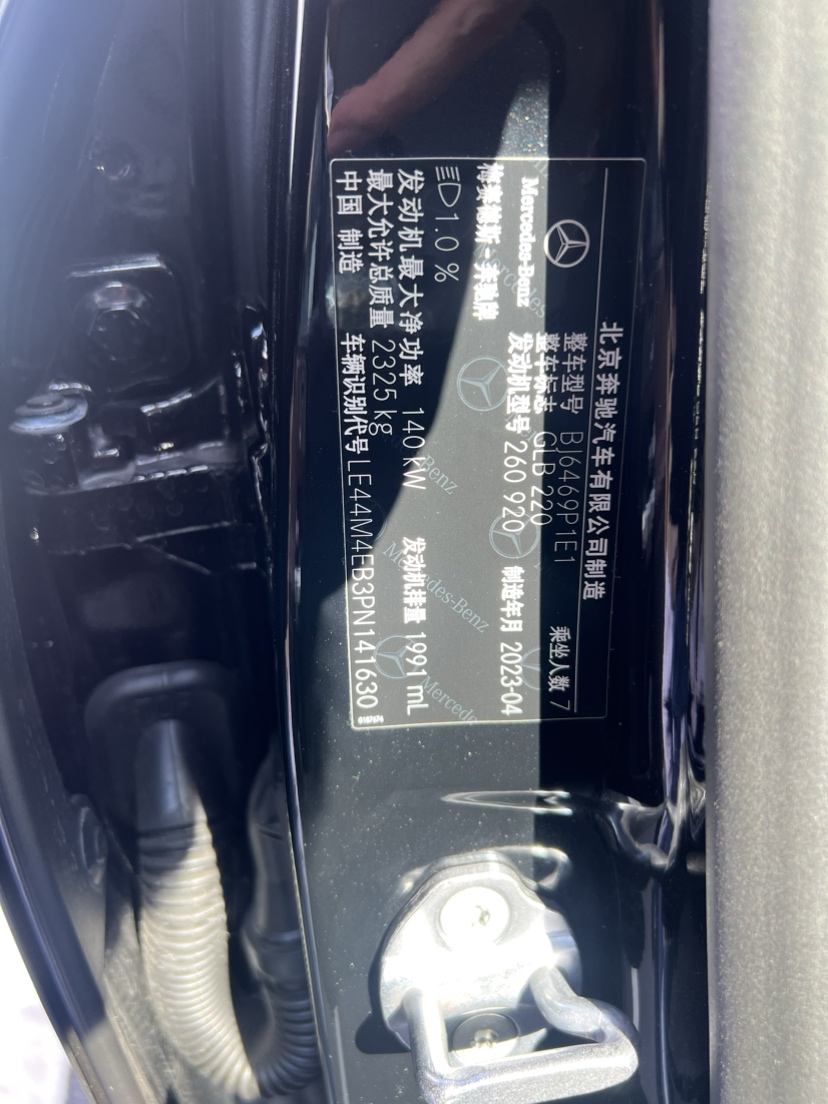 北京奔驰汽车有限公司制造
Mercedes-Benz
整车型号 BJ6469P1E1 乘坐人数 7
整车标志 GLB 220
梅赛德斯-奔驰牌 发动机型号 260 920 制造年月 2023-04
1.0 %
发动机最大净功率 140 kW 发动机排量 1991 mL
最大允许总质量 2325 kg
中国 制造 车辆识别代号 LE44M4EB3PN141630
Mercedes
Mercedes-Benz